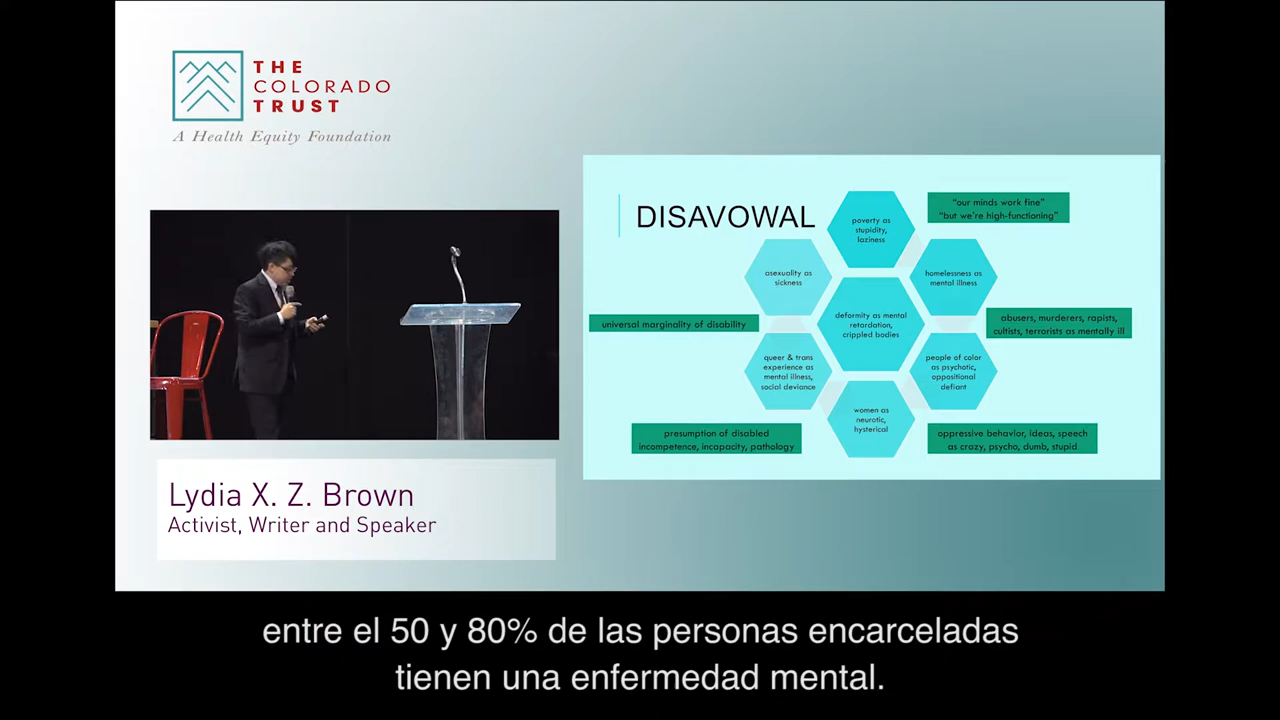 THE
COLORADO
TRUST
A Health Equity Foundation
DISAVOWAL
poverty as
stupidity,
laziness
"our minds work fine"
"but we're high-functioning"
asexuality as
sickness
homelessness as
mental illness
universal marginality of disability
deformity as mental
retardation,
crippled bodies
abusers, murderers, rapists,
cultists, terrorists as mentally ill
queer & trans
experience as
mental illness,
social deviance
people of color
as psychotic,
oppositional
defiant
women as
neurotic,
hysterical
presumption of disabled
incompetence, incapacity, pathology
oppressive behavior, ideas, speech
as crazy, psycho, dumb, stupid
Lydia X. Z. Brown
Activist, Writer and Speaker
entre el 50 y 80% de las personas encarceladas
tienen una enfermedad mental.